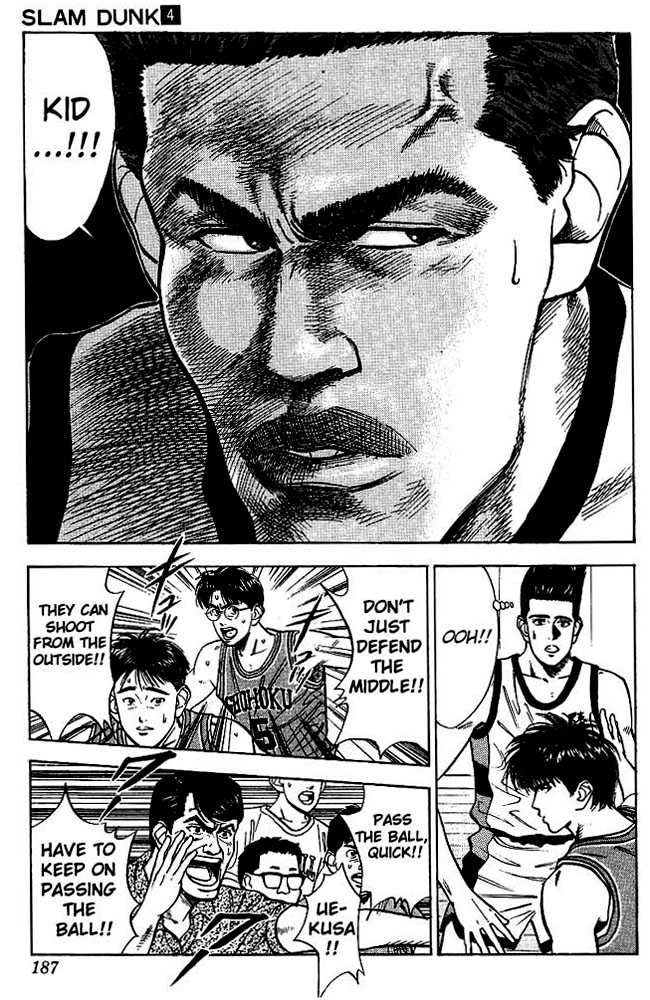 SLAM DUNK 4
KID
...!!!
OOH!!
DON'T
JUST
DEFEND
THE
MIDDLE!!
THEY CAN
SHOOT
FROM THE
OUTSIDE!!
SHOHOKU
5
PASS
THE BALL,
QUICK!!
UE-
KUSA
!!
HAVE TO
KEEP ON
PASSING
THE
BALL!!
187